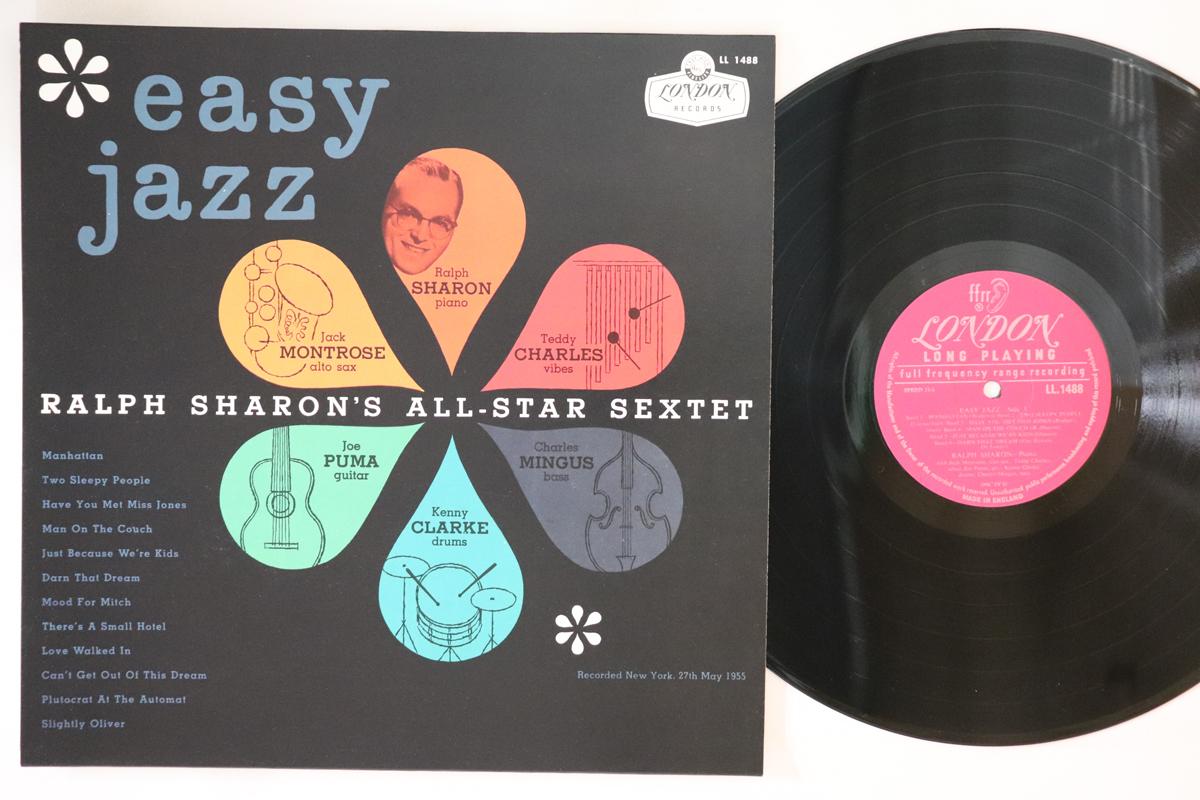 easy
jazz
LL 1488
LONDON
RECORDS
Ralph
SHARON
piano
Jack
MONTROSE
alto sax
Teddy
CHARLES
vibes
RALPH SHARON'S ALL-STAR SEXTET
Joe
PUMA
guitar
Charles
MINGUS
bass
Kenny
CLARKE
drums
Manhattan
Two Sleepy People
Have You Met Miss Jones
Man On The Couch
Just Because We're Kids
Darn That Dream
Mood For Mitch
There's A Small Hotel
Love Walked In
Can't Get Out Of This Dream
Plutocrat At The Automat
Slightly Oliver
Recorded New York. 27th May 1955
ffrr
LONDON
LONG PLAYING
full frequency range recording
LL.1488
EASY JAZZ
RALPH SHARON
MADE IN ENGLAND